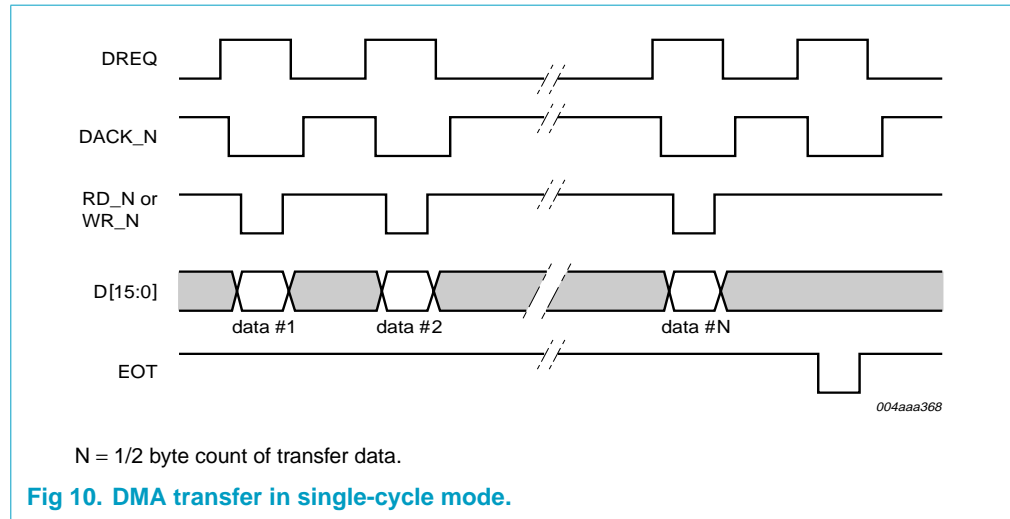 DREQ
DACK_N
RD_N or
WR_N
D[15:0]
data #1
data #2
data #N
EOT
004aaa368
N = 1/2 byte count of transfer data.
Fig 10. DMA transfer in single-cycle mode.